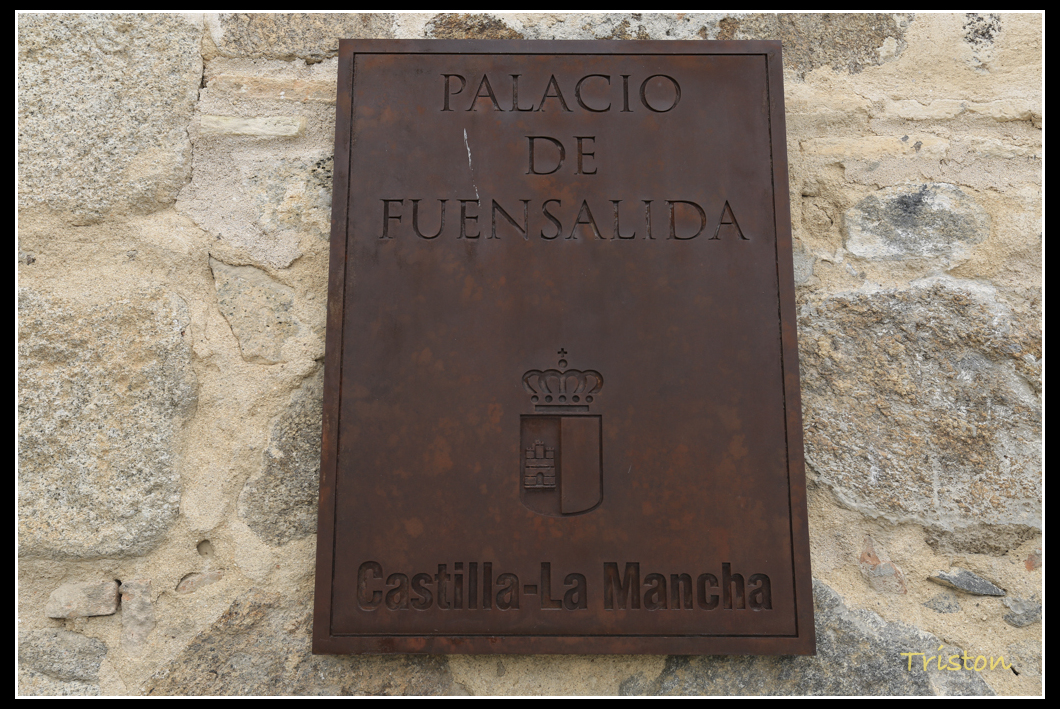 PALACIO
DE
FUENSALIDA
Castilla-La Mancha
Triston